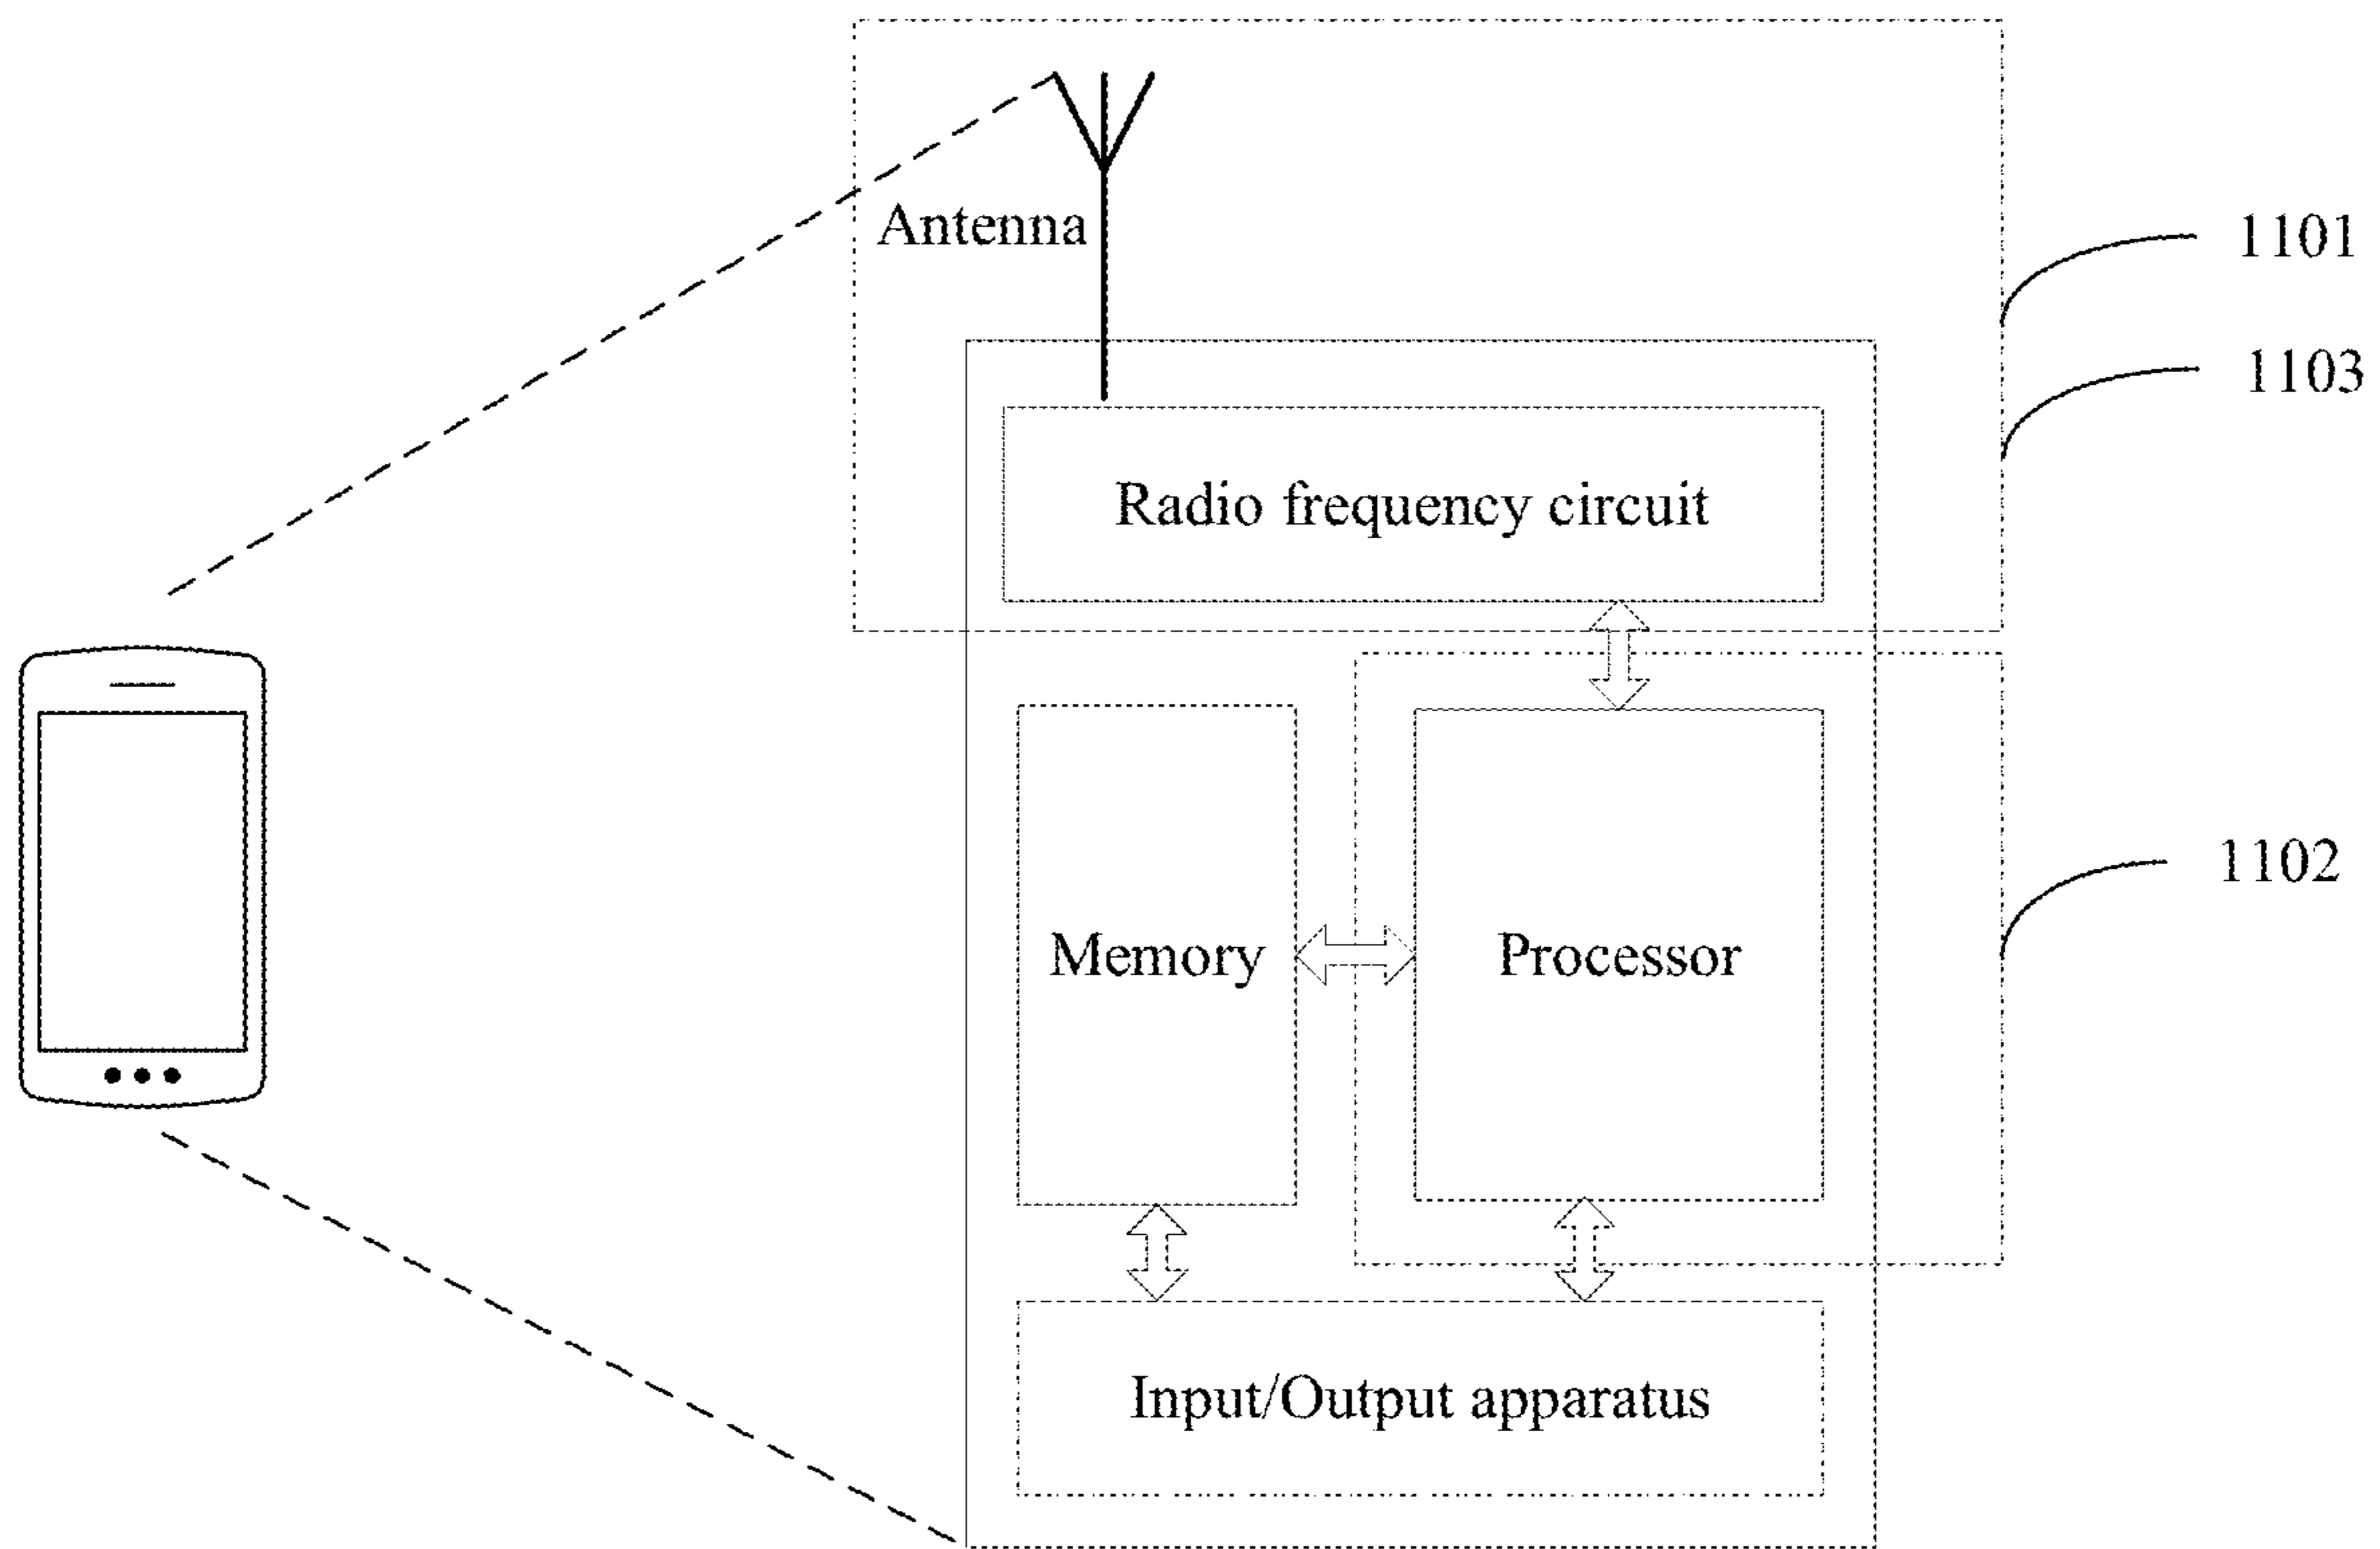 Antenna
1101
1103
Radio frequency circuit
Memory
Processor
1102
Input/Output apparatus